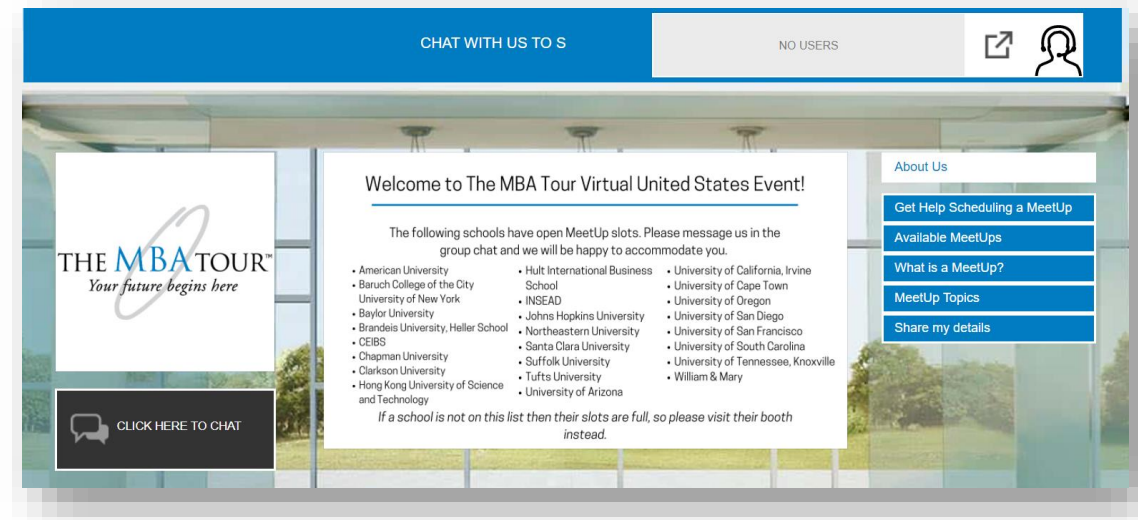 CHAT WITH US TO S
NO USERS
THE MBA TOUR™
Your future begins here
CLICK HERE TO CHAT
Welcome to The MBA Tour Virtual United States Event!
The following schools have open MeetUp slots. Please message us in the
group chat and we will be happy to accommodate you.
• American University
• Baruch College of the City
University of New York
• Baylor University
• Brandeis University, Heller School
• CEIBS
• Chapman University
• Clarkson University
• Hong Kong University of Science
and Technology
• Hult International Business
School
• INSEAD
• Johns Hopkins University
• Northeastern University
• Santa Clara University
• Suffolk University
• Tufts University
• University of Arizona
• University of California, Irvine
• University of Cape Town
• University of Oregon
• University of San Diego
• University of San Francisco
• University of South Carolina
• University of Tennessee, Knoxville
• William & Mary
If a school is not on this list then their slots are full, so please visit their booth
instead.
About Us
Get Help Scheduling a MeetUp
Available MeetUps
What is a MeetUp?
MeetUp Topics
Share my details